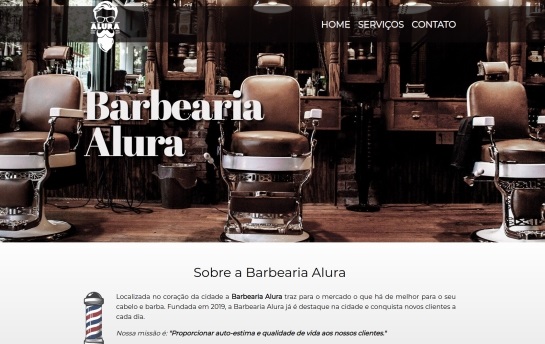 ALURA
HOME SERVIÇOS CONTATO
Barbearia
Alura
Sobre a Barbearia Alura
Localizada no coração da cidade a Barbearia Alura traz para o mercado o que há de melhor para o seu
cabelo e barba. Fundada em 2019, a Barbearia Alura já é destaque na cidade e conquista novos clientes a
cada dia.
Nossa missão é: "Proporcionar auto-estima e qualidade de vida aos nossos clientes."